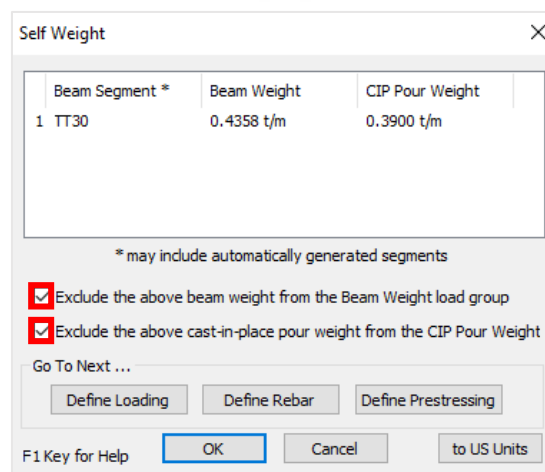 Self Weight
Beam Segment * Beam Weight CIP Pour Weight
1 TT30 0.4358 t/m 0.3900 t/m
* may include automatically generated segments
Exclude the above beam weight from the Beam Weight load group
Exclude the above cast-in-place pour weight from the CIP Pour Weight
Go To Next ...
Define Loading Define Rebar Define Prestressing
F1 Key for Help OK Cancel to US Units